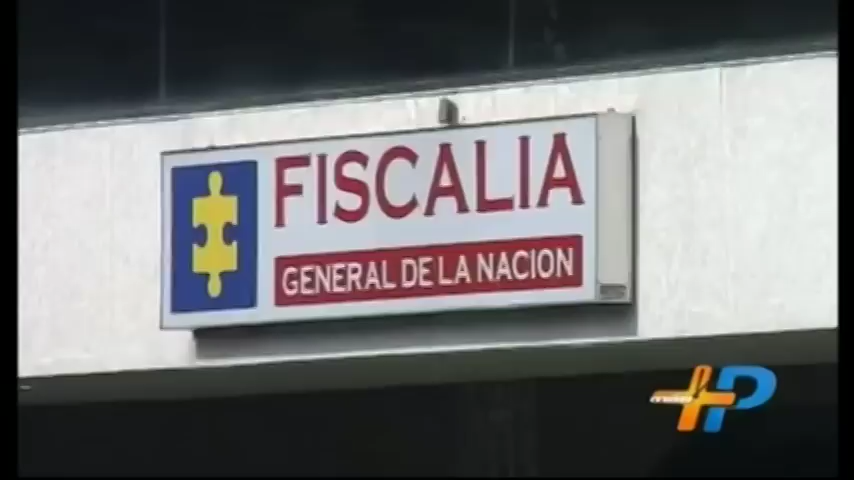 FISCALIA
GENERAL DE LA NACION
+P